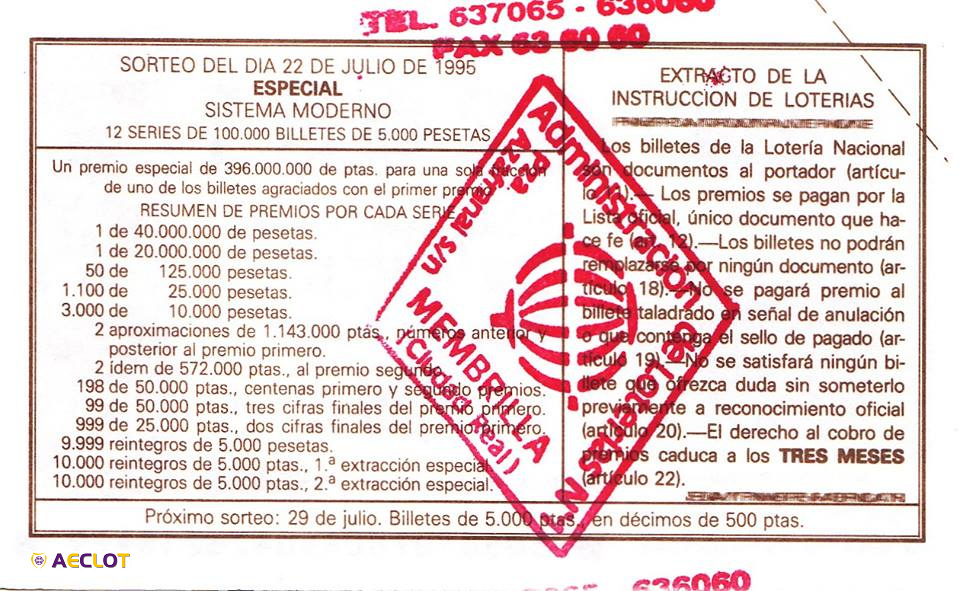 TEL. 637065 - 636060
FAX 63 60 60
SORTEO DEL DIA 22 DE JULIO DE 1995
ESPECIAL
SISTEMA MODERNO
12 SERIES DE 100.000 BILLETES DE 5.000 PESETAS
Un premio especial de 396.000.000 de ptas. para una sola fracción
de uno de los billetes agraciados con el primer premio
RESUMEN DE PREMIOS POR CADA SERIE
1 de 40.000.000 de pesetas.
1 de 20.000.000 de pesetas.
50 de 125.000 pesetas.
1.100 de 25.000 pesetas.
3.000 de 10.000 pesetas.
2 aproximaciones de 1.143.000 ptas., números anterior y
posterior al premio primero.
2 ídem de 572.000 ptas., al premio segundo.
198 de 50.000 ptas., centenas primero y segundo premios.
99 de 50.000 ptas., tres cifras finales del premio primero.
999 de 25.000 ptas., dos cifras finales del premio primero.
9.999 reintegros de 5.000 pesetas.
10.000 reintegros de 5.000 ptas., 1.ª extracción especial.
10.000 reintegros de 5.000 ptas., 2.ª extracción especial.
EXTRACTO DE LA
INSTRUCCION DE LOTERIAS
Los billetes de la Lotería Nacional
son documentos al portador (artícu-
lo 1).— Los premios se pagan por la
Lista oficial, único documento que ha-
ce fe (art. 12).—Los billetes no podrán
remplazarse por ningún documento (ar-
tículo 18).—No se pagará premio al
billete taladrado en señal de anulación
o que contenga el sello de pagado (ar-
tículo 19).—No se satisfará ningún bi-
llete que ofrezca duda sin someterlo
previamente a reconocimiento oficial
(artículo 20).—El derecho al cobro de
premios caduca a los TRES MESES
(artículo 22).
Próximo sorteo: 29 de julio. Billetes de 5.000 ptas., en décimos de 500 ptas.
Administración de Loterías N.º 1
Pza.
Azafranal s/n
MEMBRILLA
(Ciudad Real)
AECLOT
636060